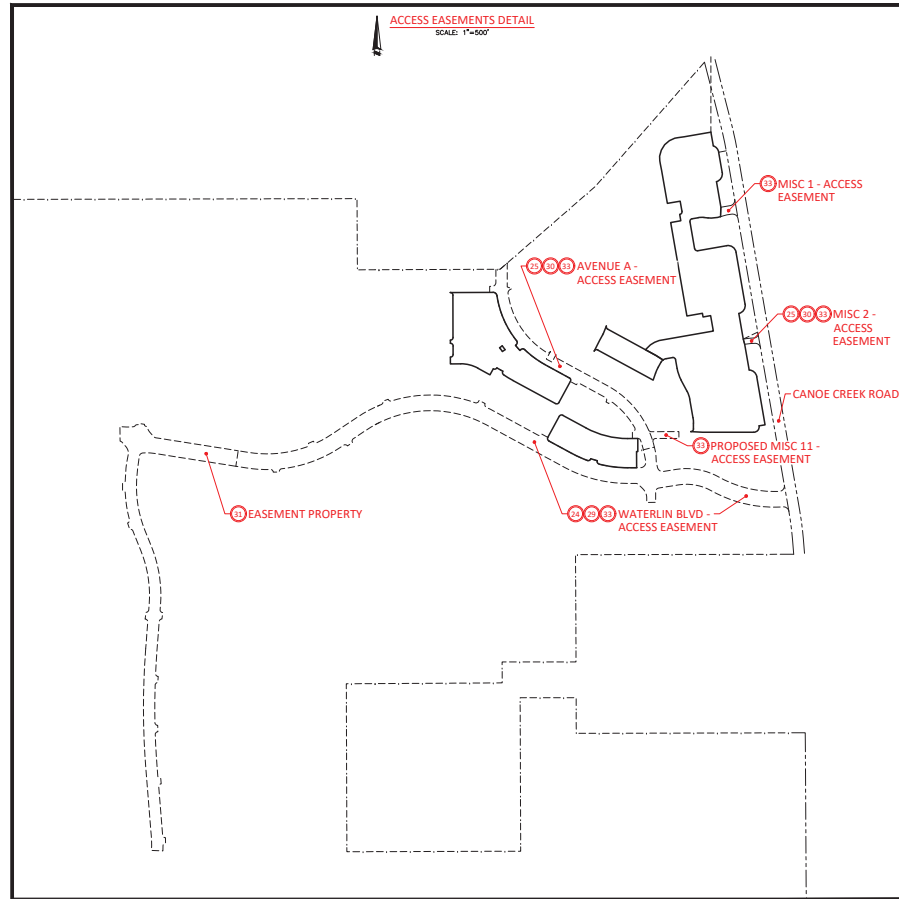 ACCESS EASEMENTS DETAIL
SCALE: 1"=500'
N
33 MISC 1 - ACCESS
EASEMENT
25 30 33 AVENUE A -
ACCESS EASEMENT
25 30 33 MISC 2 -
ACCESS
EASEMENT
CANOE CREEK ROAD
33 PROPOSED MISC 11 -
ACCESS EASEMENT
31 EASEMENT PROPERTY
24 29 33 WATERLIN BLVD -
ACCESS EASEMENT